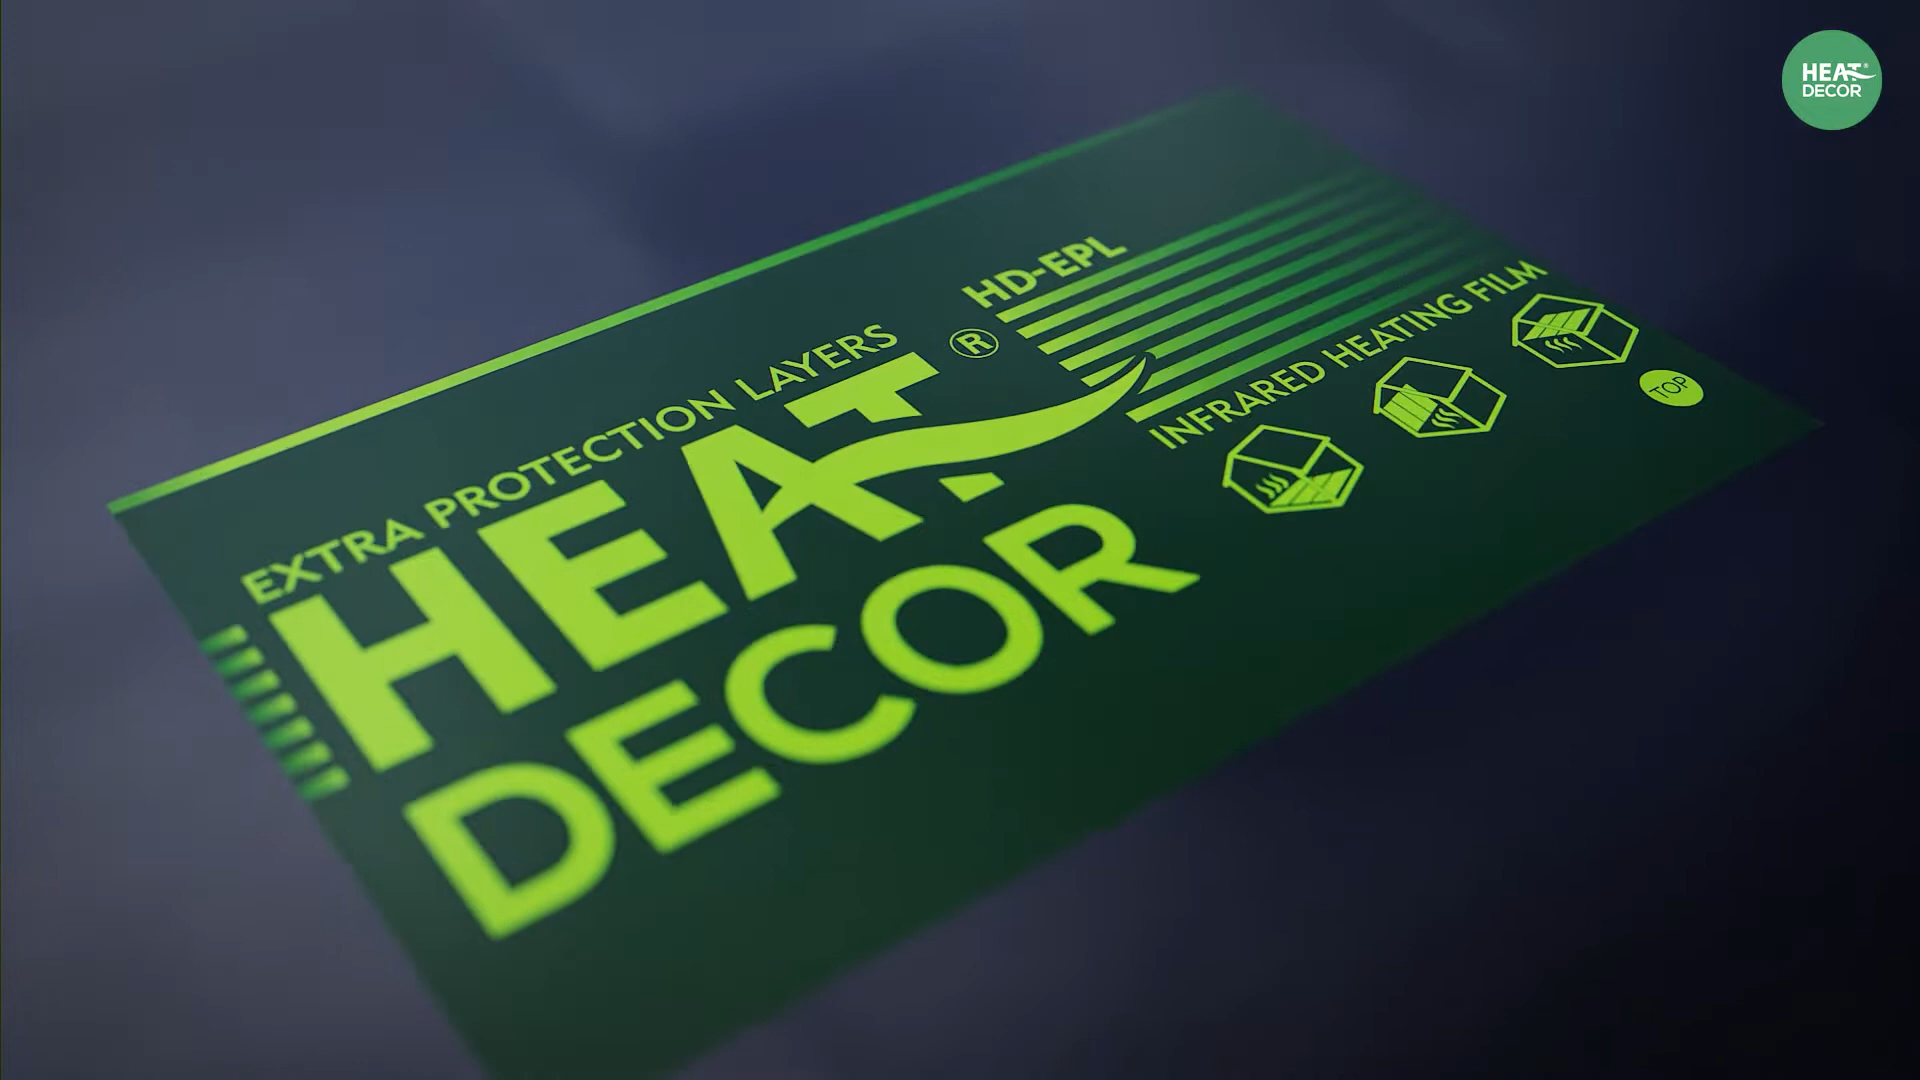 HEAT®
DECOR
EXTRA PROTECTION LAYERS
HEAT®
DECOR
HD-EPL
INFRARED HEATING FILM
TOP